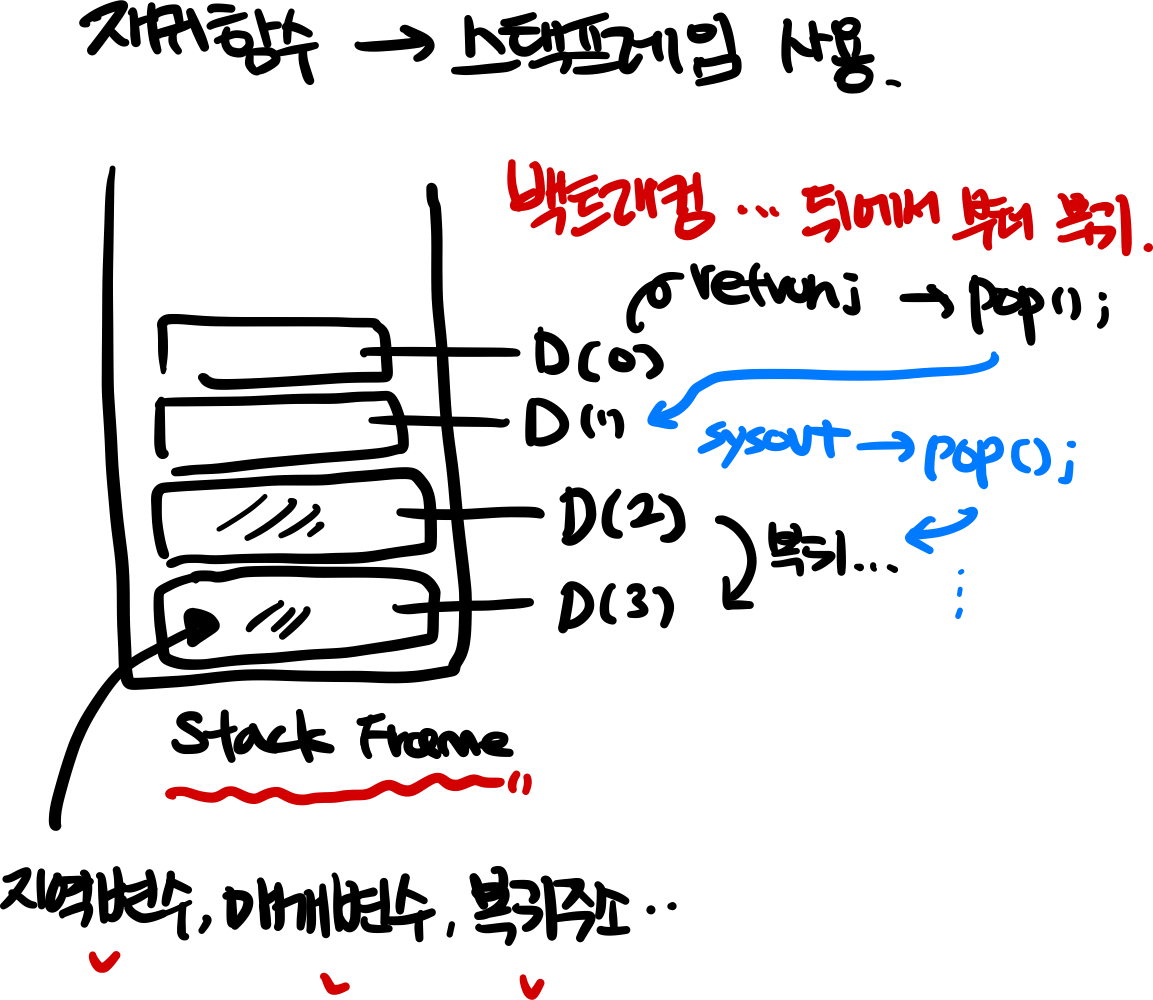 재귀함수 → 스택프레임 사용.
백트래킹 ... 뒤에서 부터 복귀.
return; → pop();
D(0)
D(1)
sysout → pop();
D(2)
복귀...
D(3)
Stack Frame
지역변수, 매개변수, 복귀주소..